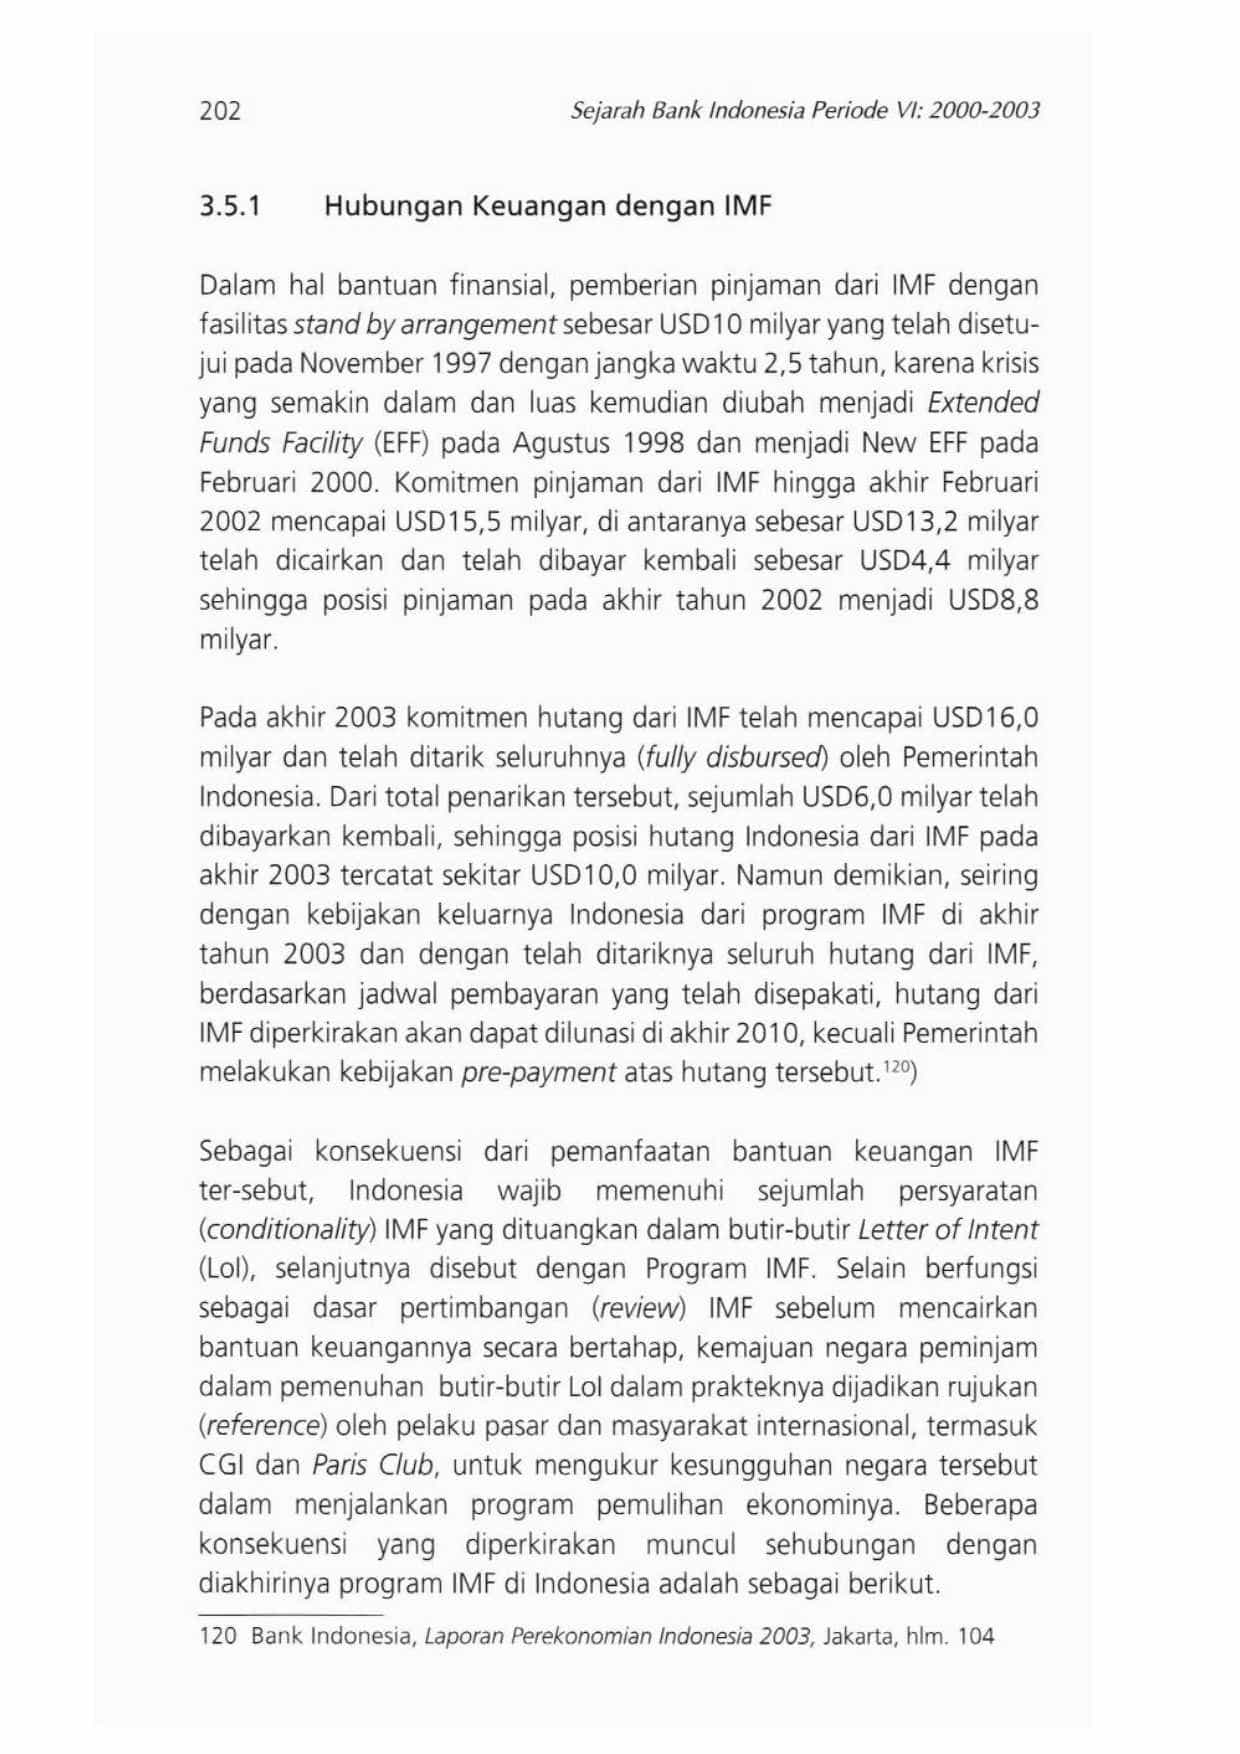 202
Sejarah Bank Indonesia Periode VI: 2000-2003
3.5.1 Hubungan Keuangan dengan IMF
Dalam hal bantuan finansial, pemberian pinjaman dari IMF dengan
fasilitas stand by arrangement sebesar USD10 milyar yang telah disetu-
jui pada November 1997 dengan jangka waktu 2,5 tahun, karena krisis
yang semakin dalam dan luas kemudian diubah menjadi Extended
Funds Facility (EFF) pada Agustus 1998 dan menjadi New EFF pada
Februari 2000. Komitmen pinjaman dari IMF hingga akhir Februari
2002 mencapai USD15,5 milyar, di antaranya sebesar USD13,2 milyar
telah dicairkan dan telah dibayar kembali sebesar USD4,4 milyar
sehingga posisi pinjaman pada akhir tahun 2002 menjadi USD8,8
milyar.
Pada akhir 2003 komitmen hutang dari IMF telah mencapai USD16,0
milyar dan telah ditarik seluruhnya (fully disbursed) oleh Pemerintah
Indonesia. Dari total penarikan tersebut, sejumlah USD6,0 milyar telah
dibayarkan kembali, sehingga posisi hutang Indonesia dari IMF pada
akhir 2003 tercatat sekitar USD10,0 milyar. Namun demikian, seiring
dengan kebijakan keluarnya Indonesia dari program IMF di akhir
tahun 2003 dan dengan telah ditariknya seluruh hutang dari IMF,
berdasarkan jadwal pembayaran yang telah disepakati, hutang dari
IMF diperkirakan akan dapat dilunasi di akhir 2010, kecuali Pemerintah
melakukan kebijakan pre-payment atas hutang tersebut.120)
Sebagai konsekuensi dari pemanfaatan bantuan keuangan IMF
ter-sebut, Indonesia wajib memenuhi sejumlah persyaratan
(conditionality) IMF yang dituangkan dalam butir-butir Letter of Intent
(LoI), selanjutnya disebut dengan Program IMF. Selain berfungsi
sebagai dasar pertimbangan (review) IMF sebelum mencairkan
bantuan keuangannya secara bertahap, kemajuan negara peminjam
dalam pemenuhan butir-butir LoI dalam prakteknya dijadikan rujukan
(reference) oleh pelaku pasar dan masyarakat internasional, termasuk
CGI dan Paris Club, untuk mengukur kesungguhan negara tersebut
dalam menjalankan program pemulihan ekonominya. Beberapa
konsekuensi yang diperkirakan muncul sehubungan dengan
diakhirinya program IMF di Indonesia adalah sebagai berikut.
120 Bank Indonesia, Laporan Perekonomian Indonesia 2003, Jakarta, hlm. 104